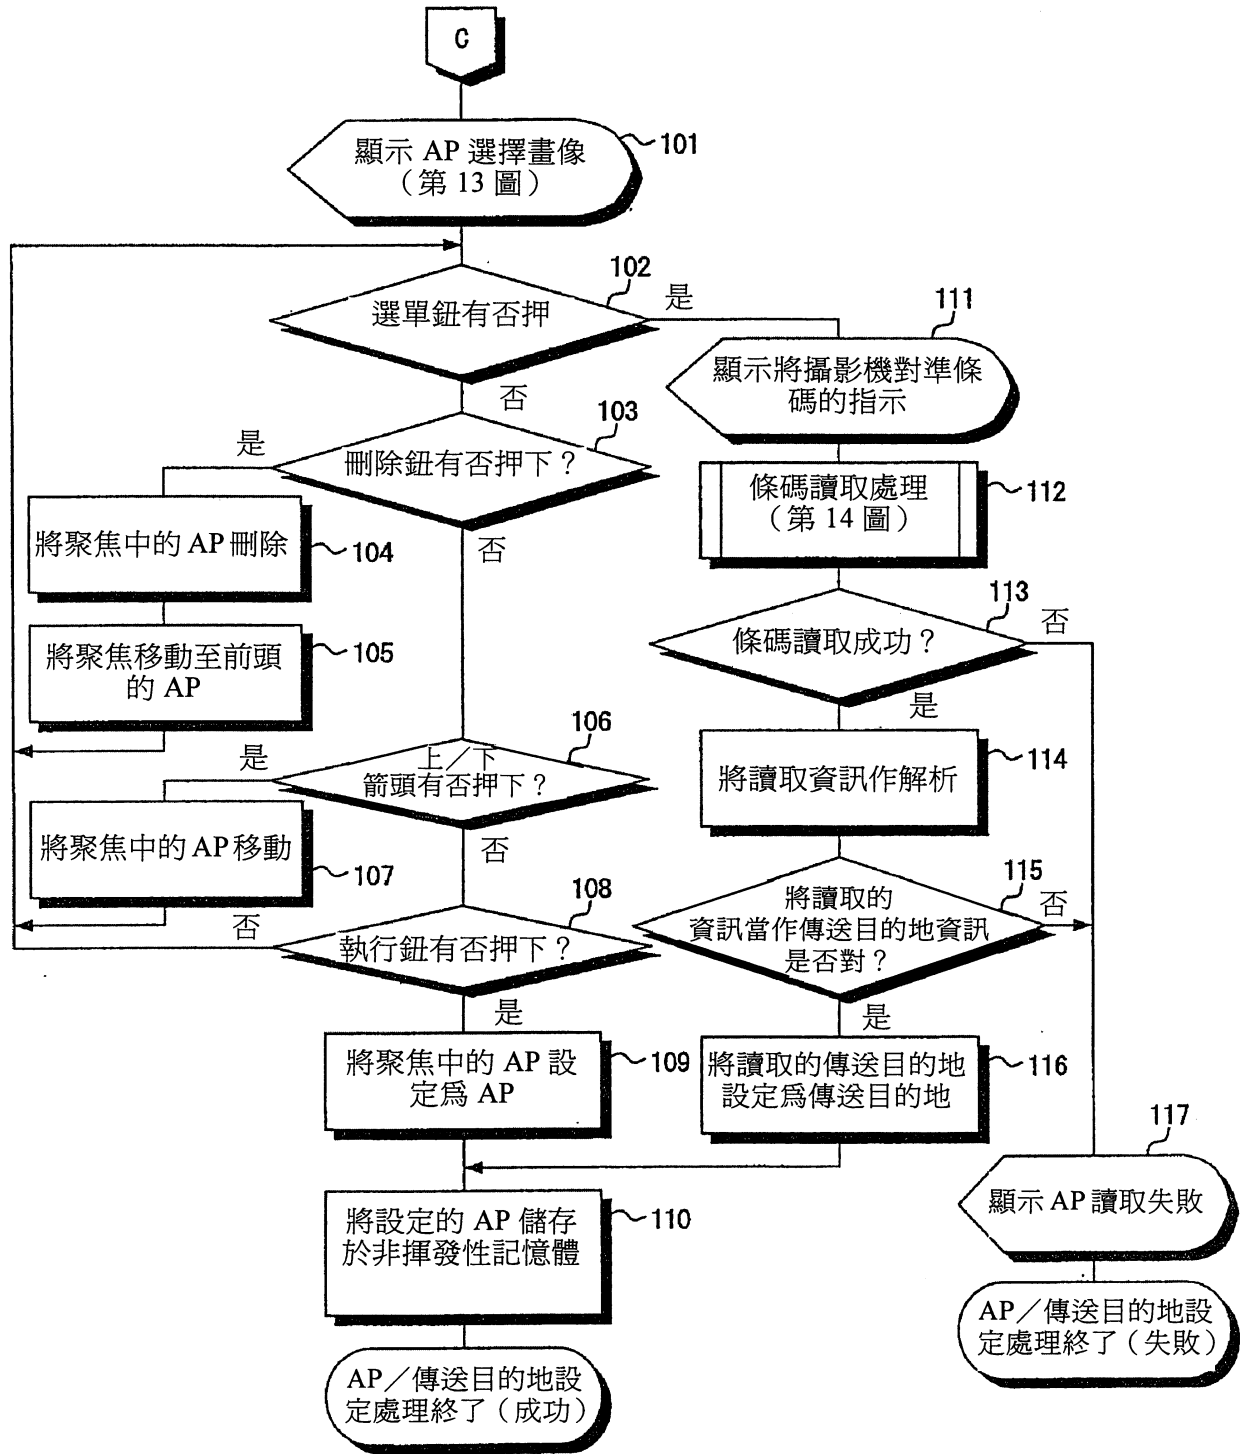 C
顯示 AP 選擇畫像
（第 13 圖）
101
選單鈕有否押
102
是
否
刪除鈕有否押下？
103
是
否
將聚焦中的 AP 刪除
104
將聚焦移動至前頭
的 AP
105
上／下
箭頭有否押下？
106
是
否
將聚焦中的 AP 移動
107
執行鈕有否押下？
108
否
是
將聚焦中的 AP 設
定爲 AP
109
將設定的 AP 儲存
於非揮發性記憶體
110
AP／傳送目的地設
定處理終了（成功）
顯示將攝影機對準條
碼的指示
111
條碼讀取處理
（第 14 圖）
112
條碼讀取成功？
113
否
是
將讀取資訊作解析
114
將讀取的
資訊當作傳送目的地資訊
是否對？
115
否
是
將讀取的傳送目的地
設定爲傳送目的地
116
顯示 AP 讀取失敗
117
AP／傳送目的地設
定處理終了（失敗）